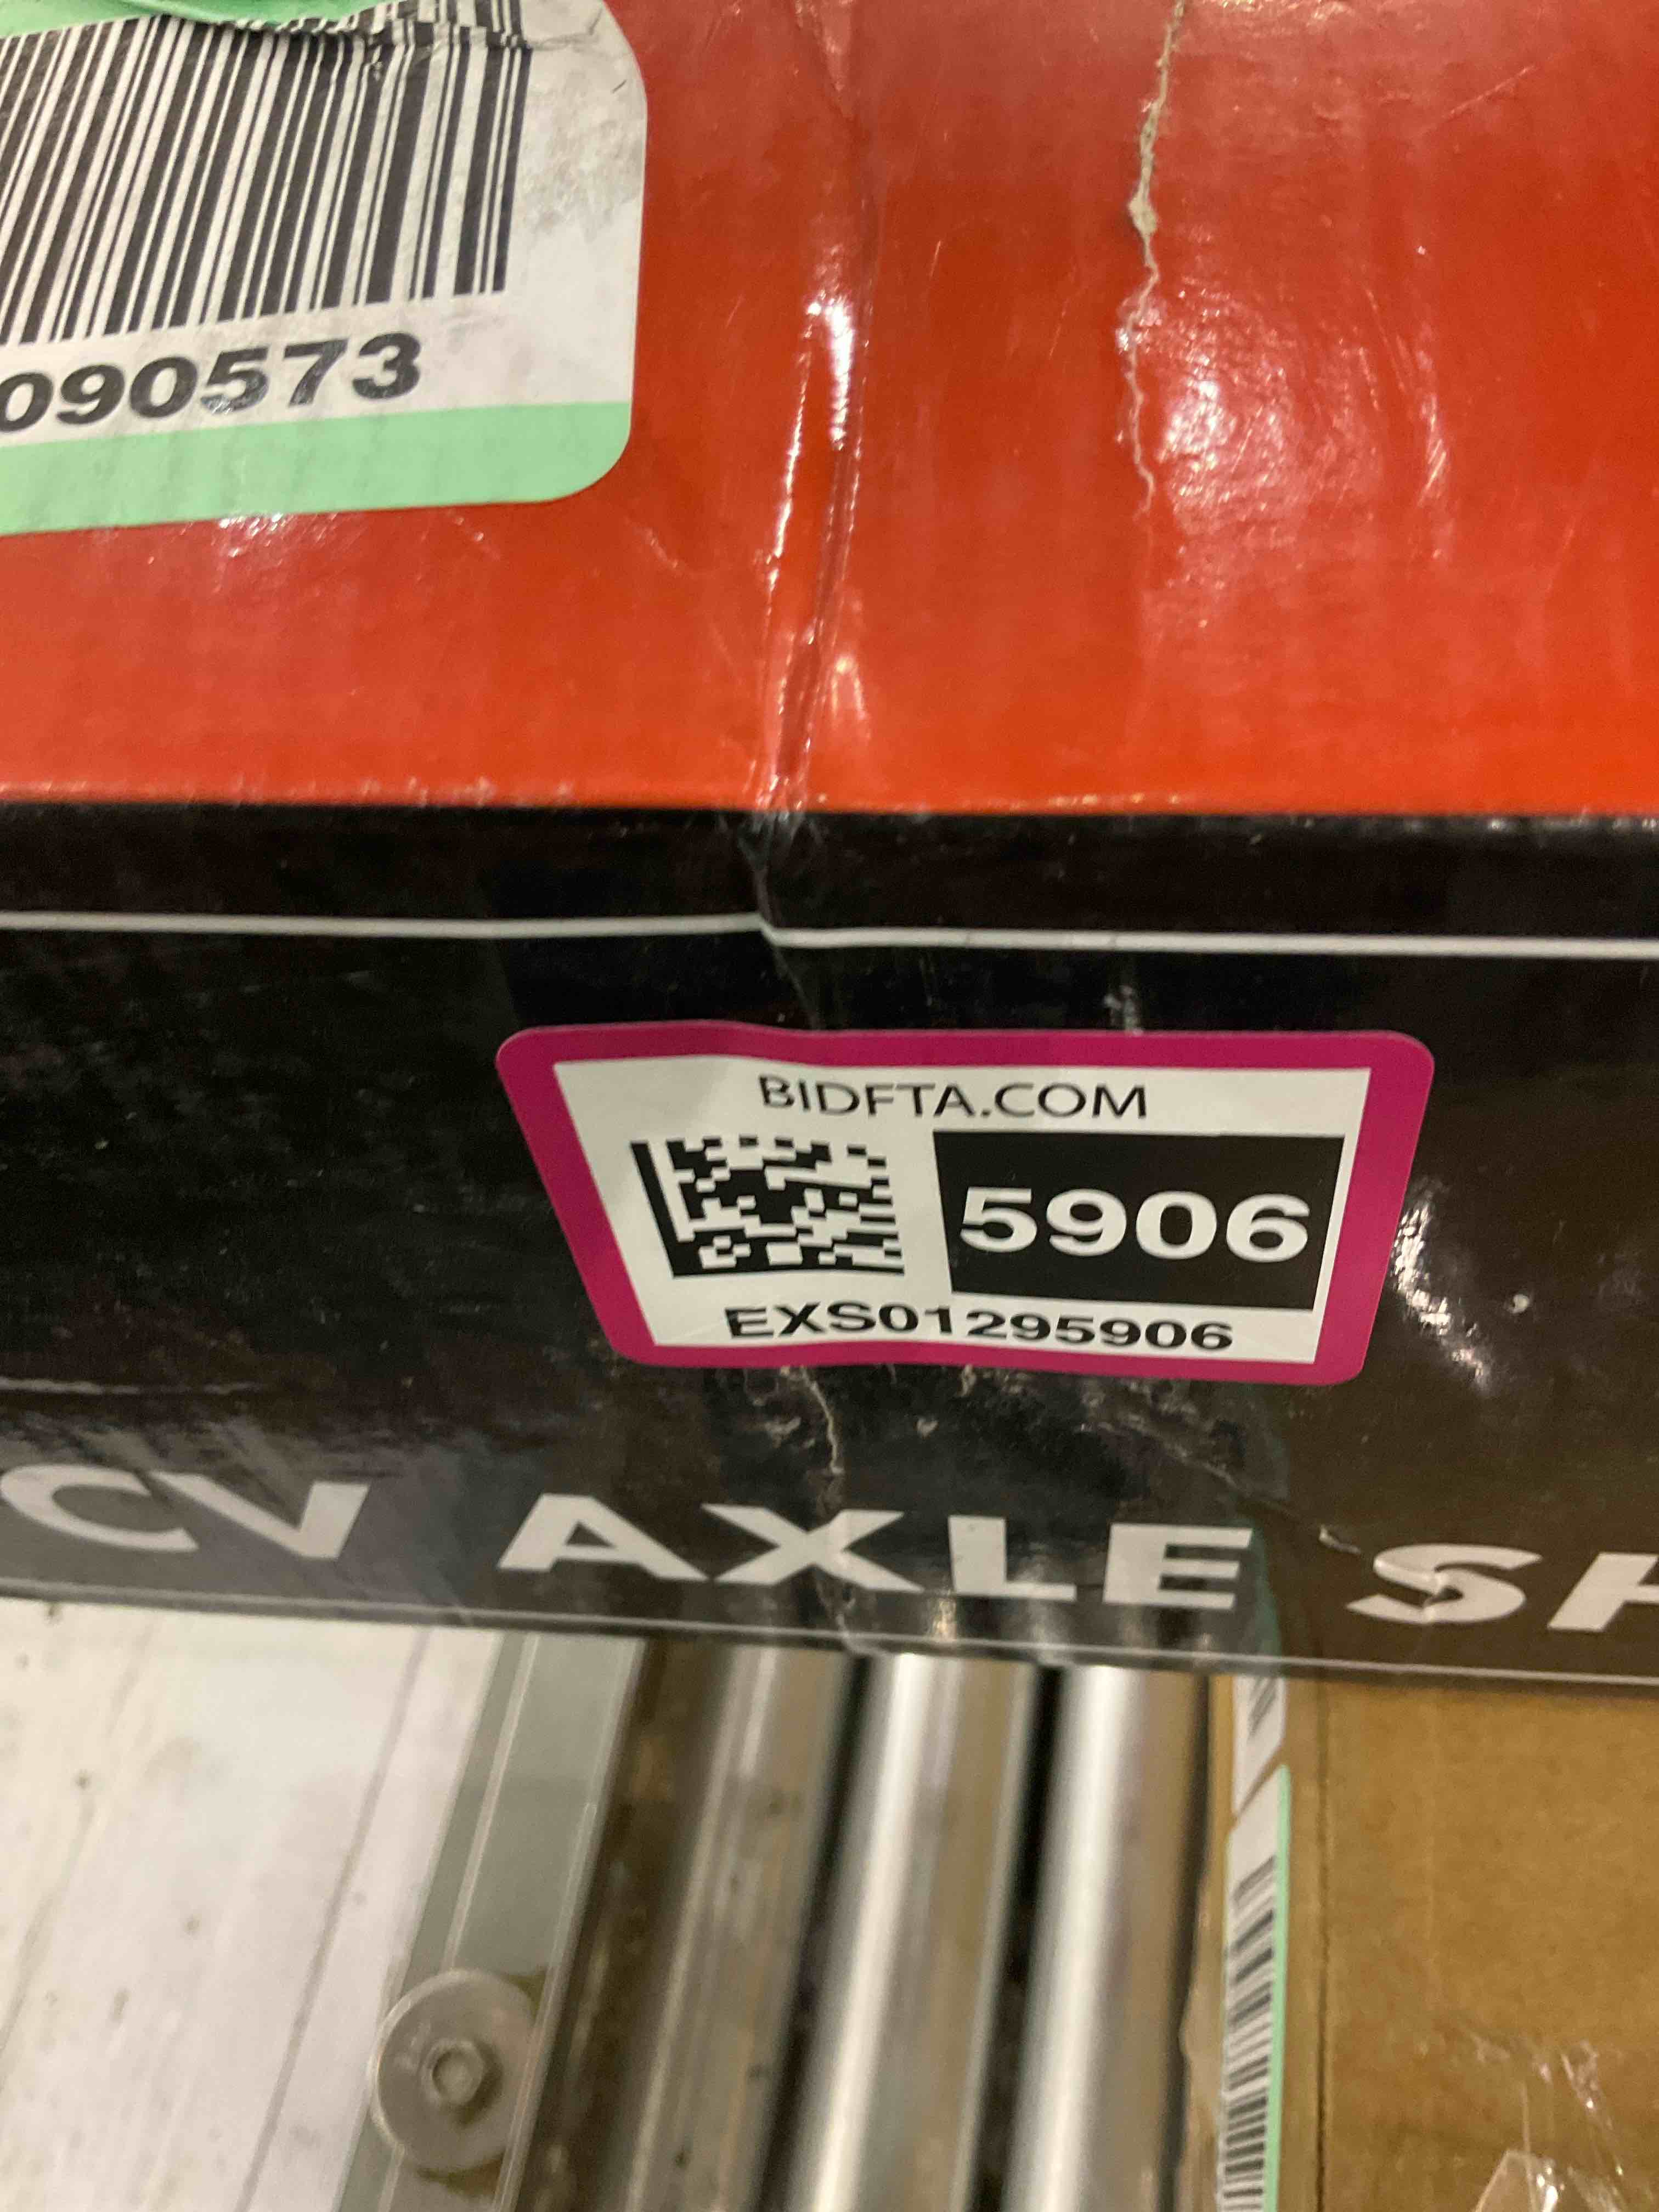 090573
BIDFTA.COM
5906
EXS01295906
CV AXLE SH